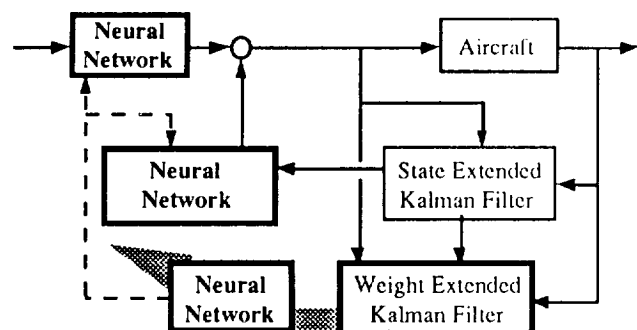 Neural
Network
Aircraft
Neural
Network
State Extended
Kalman Filter
Neural
Network
Weight Extended
Kalman Filter